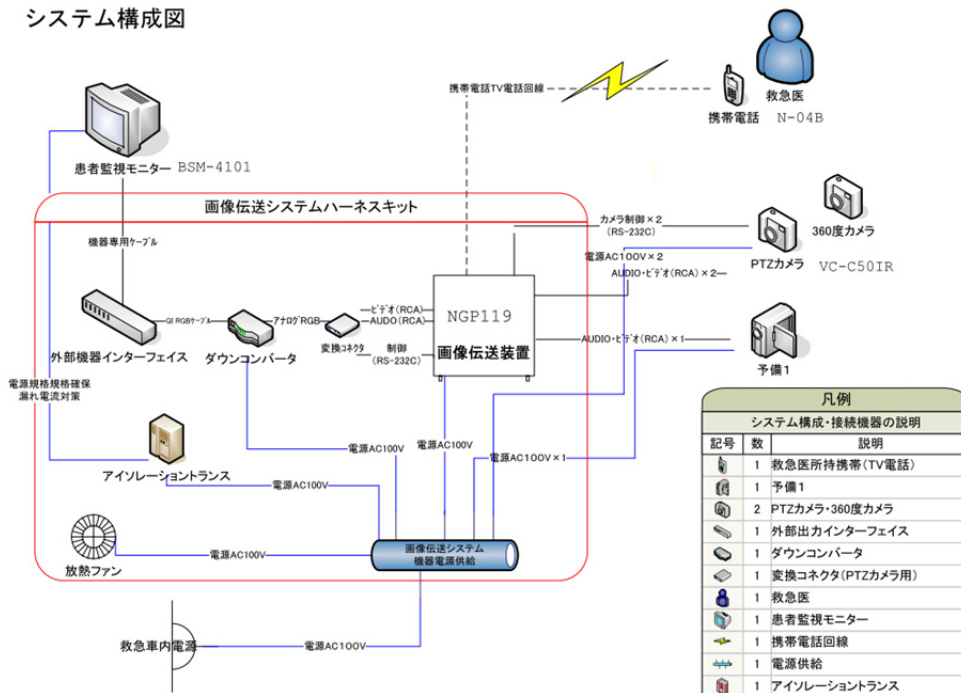 システム構成図
携帯電話TV電話回線
救急医
携帯電話 N-04B
患者監視モニター BSM-4101
画像伝送システムハーネスキット
機器専用ケーブル
カメラ制御×2
(RS-232C)
360度カメラ
PTZカメラ VC-C50IR
電源AC100V×2
AUDIO・ビデオ(RCA)×2
QI RGBケーブル
アナログRGB
ビデオ(RCA)
AUDO(RCA)
NGP119
画像伝送装置
外部機器インターフェイス
ダウンコンバータ
変換コネクタ
制御
(RS-232C)
AUDIO・ビデオ(RCA)×1
予備1
電源規格規格確保
漏れ電流対策
電源AC100V
電源AC100V
電源AC100V×1
アイソレーショントランス
電源AC100V
放熱ファン
電源AC100V
画像伝送システム
機器電源供給
救急車内電源
電源AC100V
凡例
システム構成・接続機器の説明
記号 数 説明
1 救急医所持携帯(TV電話)
1 予備1
2 PTZカメラ・360度カメラ
1 外部出力インターフェイス
1 ダウンコンバータ
1 変換コネクタ(PTZカメラ用)
1 救急医
1 患者監視モニター
1 携帯電話回線
1 電源供給
1 アイソレーショントランス